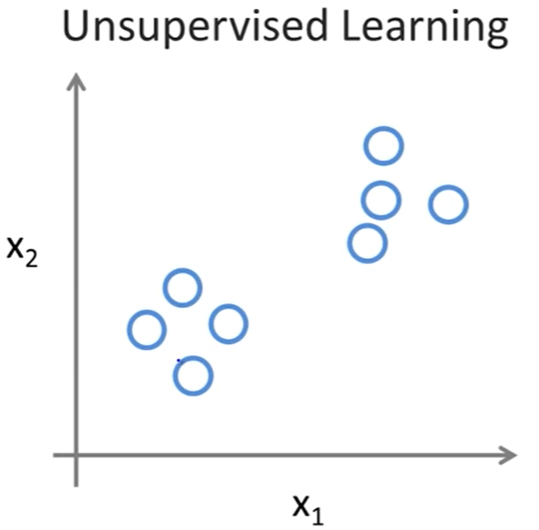 Unsupervised Learning
x₂
x₁